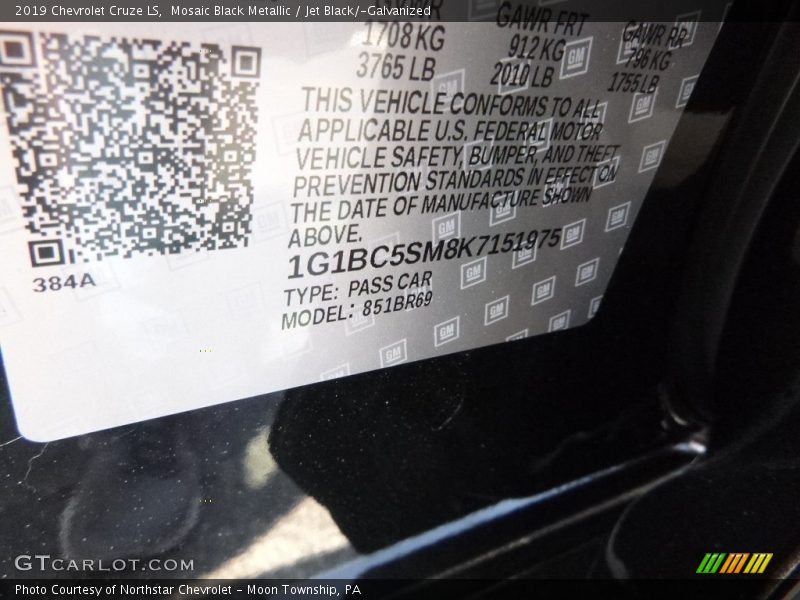 2019 Chevrolet Cruze LS, Mosaic Black Metallic / Jet Black/-Galvanized
GVWR GAWR FRT GAWR RR
1708 KG 912 KG 796 KG
3765 LB 2010 LB 1755 LB
THIS VEHICLE CONFORMS TO ALL
APPLICABLE U.S. FEDERAL MOTOR
VEHICLE SAFETY, BUMPER, AND THEFT
PREVENTION STANDARDS IN EFFECT ON
THE DATE OF MANUFACTURE SHOWN
ABOVE.
384A
1G1BC5SM8K7151975
TYPE: PASS CAR
MODEL: 851BR69
GTCARLOT.COM
Photo Courtesy of Northstar Chevrolet - Moon Township, PA